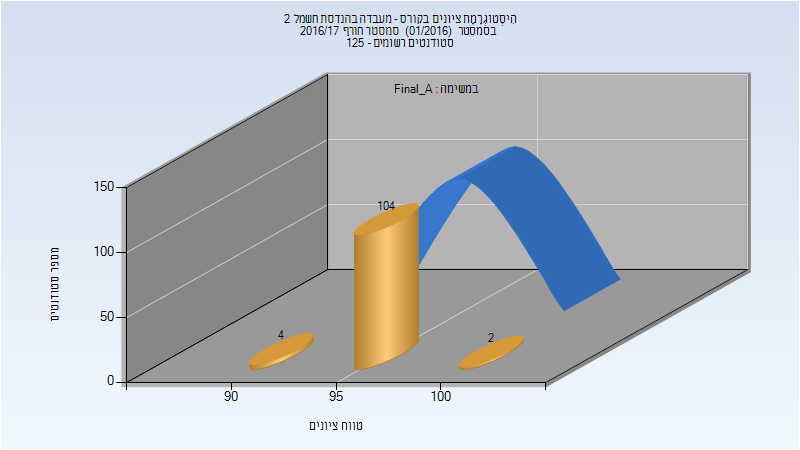 היסטוגרמת ציונים בקורס - מעבדה בהנדסת חשמל 2
בסמסטר (01/2016) סמסטר חורף 2016/17
סטודנטים רשומים - 125
במשימה : Final_A
150
100
50
0
104
4
2
90
95
100
מספר סטודנטים
טווח ציונים